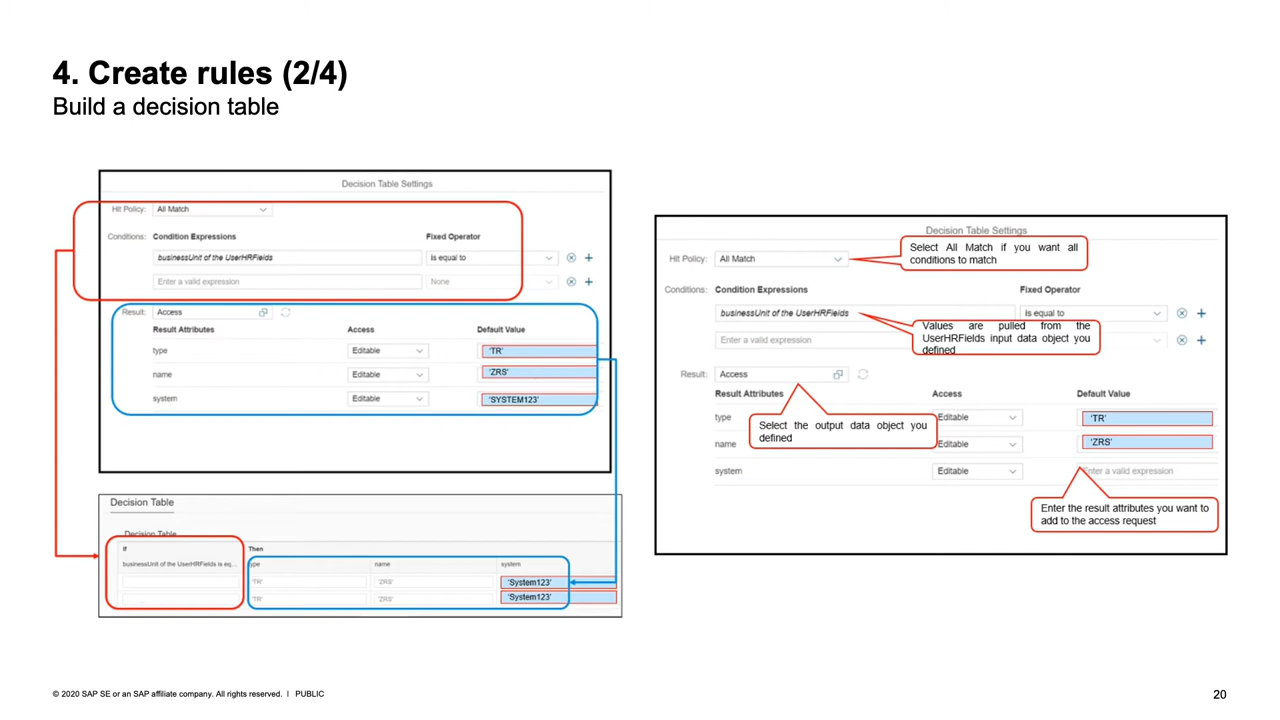 4. Create rules (2/4)
Build a decision table
Decision Table Settings
Hit Policy: All Match
Conditions: Condition Expressions Fixed Operator
businessUnit of the UserHRFields is equal to
Enter a valid expression None
Result: Access
Result Attributes Access Default Value
type Editable 'TR'
name Editable 'ZRS'
system Editable 'SYSTEM123'
Decision Table
Decision Table
If Then
businessUnit of the UserHRFields is eq... type name system
'TR' 'ZRS' 'System123'
... 'TR' 'ZRS' 'System123'
Decision Table Settings
Select All Match if you want all
conditions to match
Hit Policy: All Match
Conditions: Condition Expressions Fixed Operator
businessUnit of the UserHRFields is equal to
Values are pulled from the
UserHRFields input data object you
defined
Enter a valid expression
Result: Access
Result Attributes Access Default Value
type Editable 'TR'
Select the output data object you
defined
name Editable 'ZRS'
system Editable Enter a valid expression
Enter the result attributes you want to
add to the access request
© 2020 SAP SE or an SAP affiliate company. All rights reserved. I PUBLIC
20